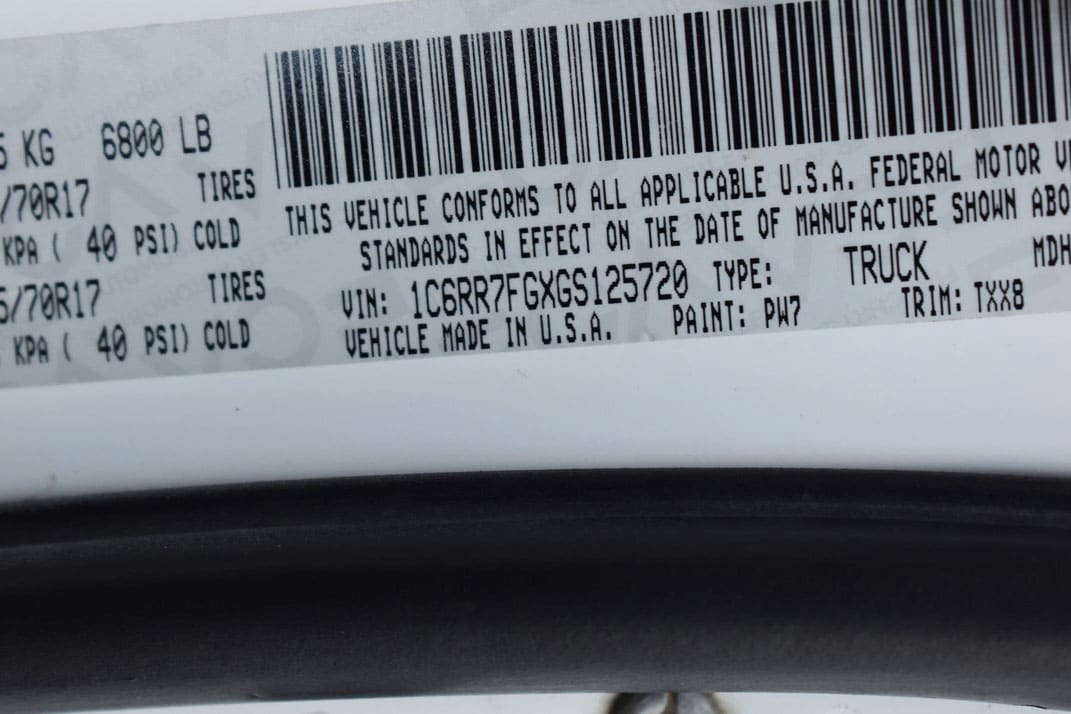 KG 6800 LB
/70R17 TIRES
KPA ( 40 PSI) COLD
/70R17 TIRES
KPA ( 40 PSI) COLD
THIS VEHICLE CONFORMS TO ALL APPLICABLE U.S.A. FEDERAL MOTOR
STANDARDS IN EFFECT ON THE DATE OF MANUFACTURE SHOWN ABO
VIN: 1C6RR7FGXGS125720 TYPE: TRUCK MDH
VEHICLE MADE IN U.S.A. PAINT: PW7 TRIM: TXX8